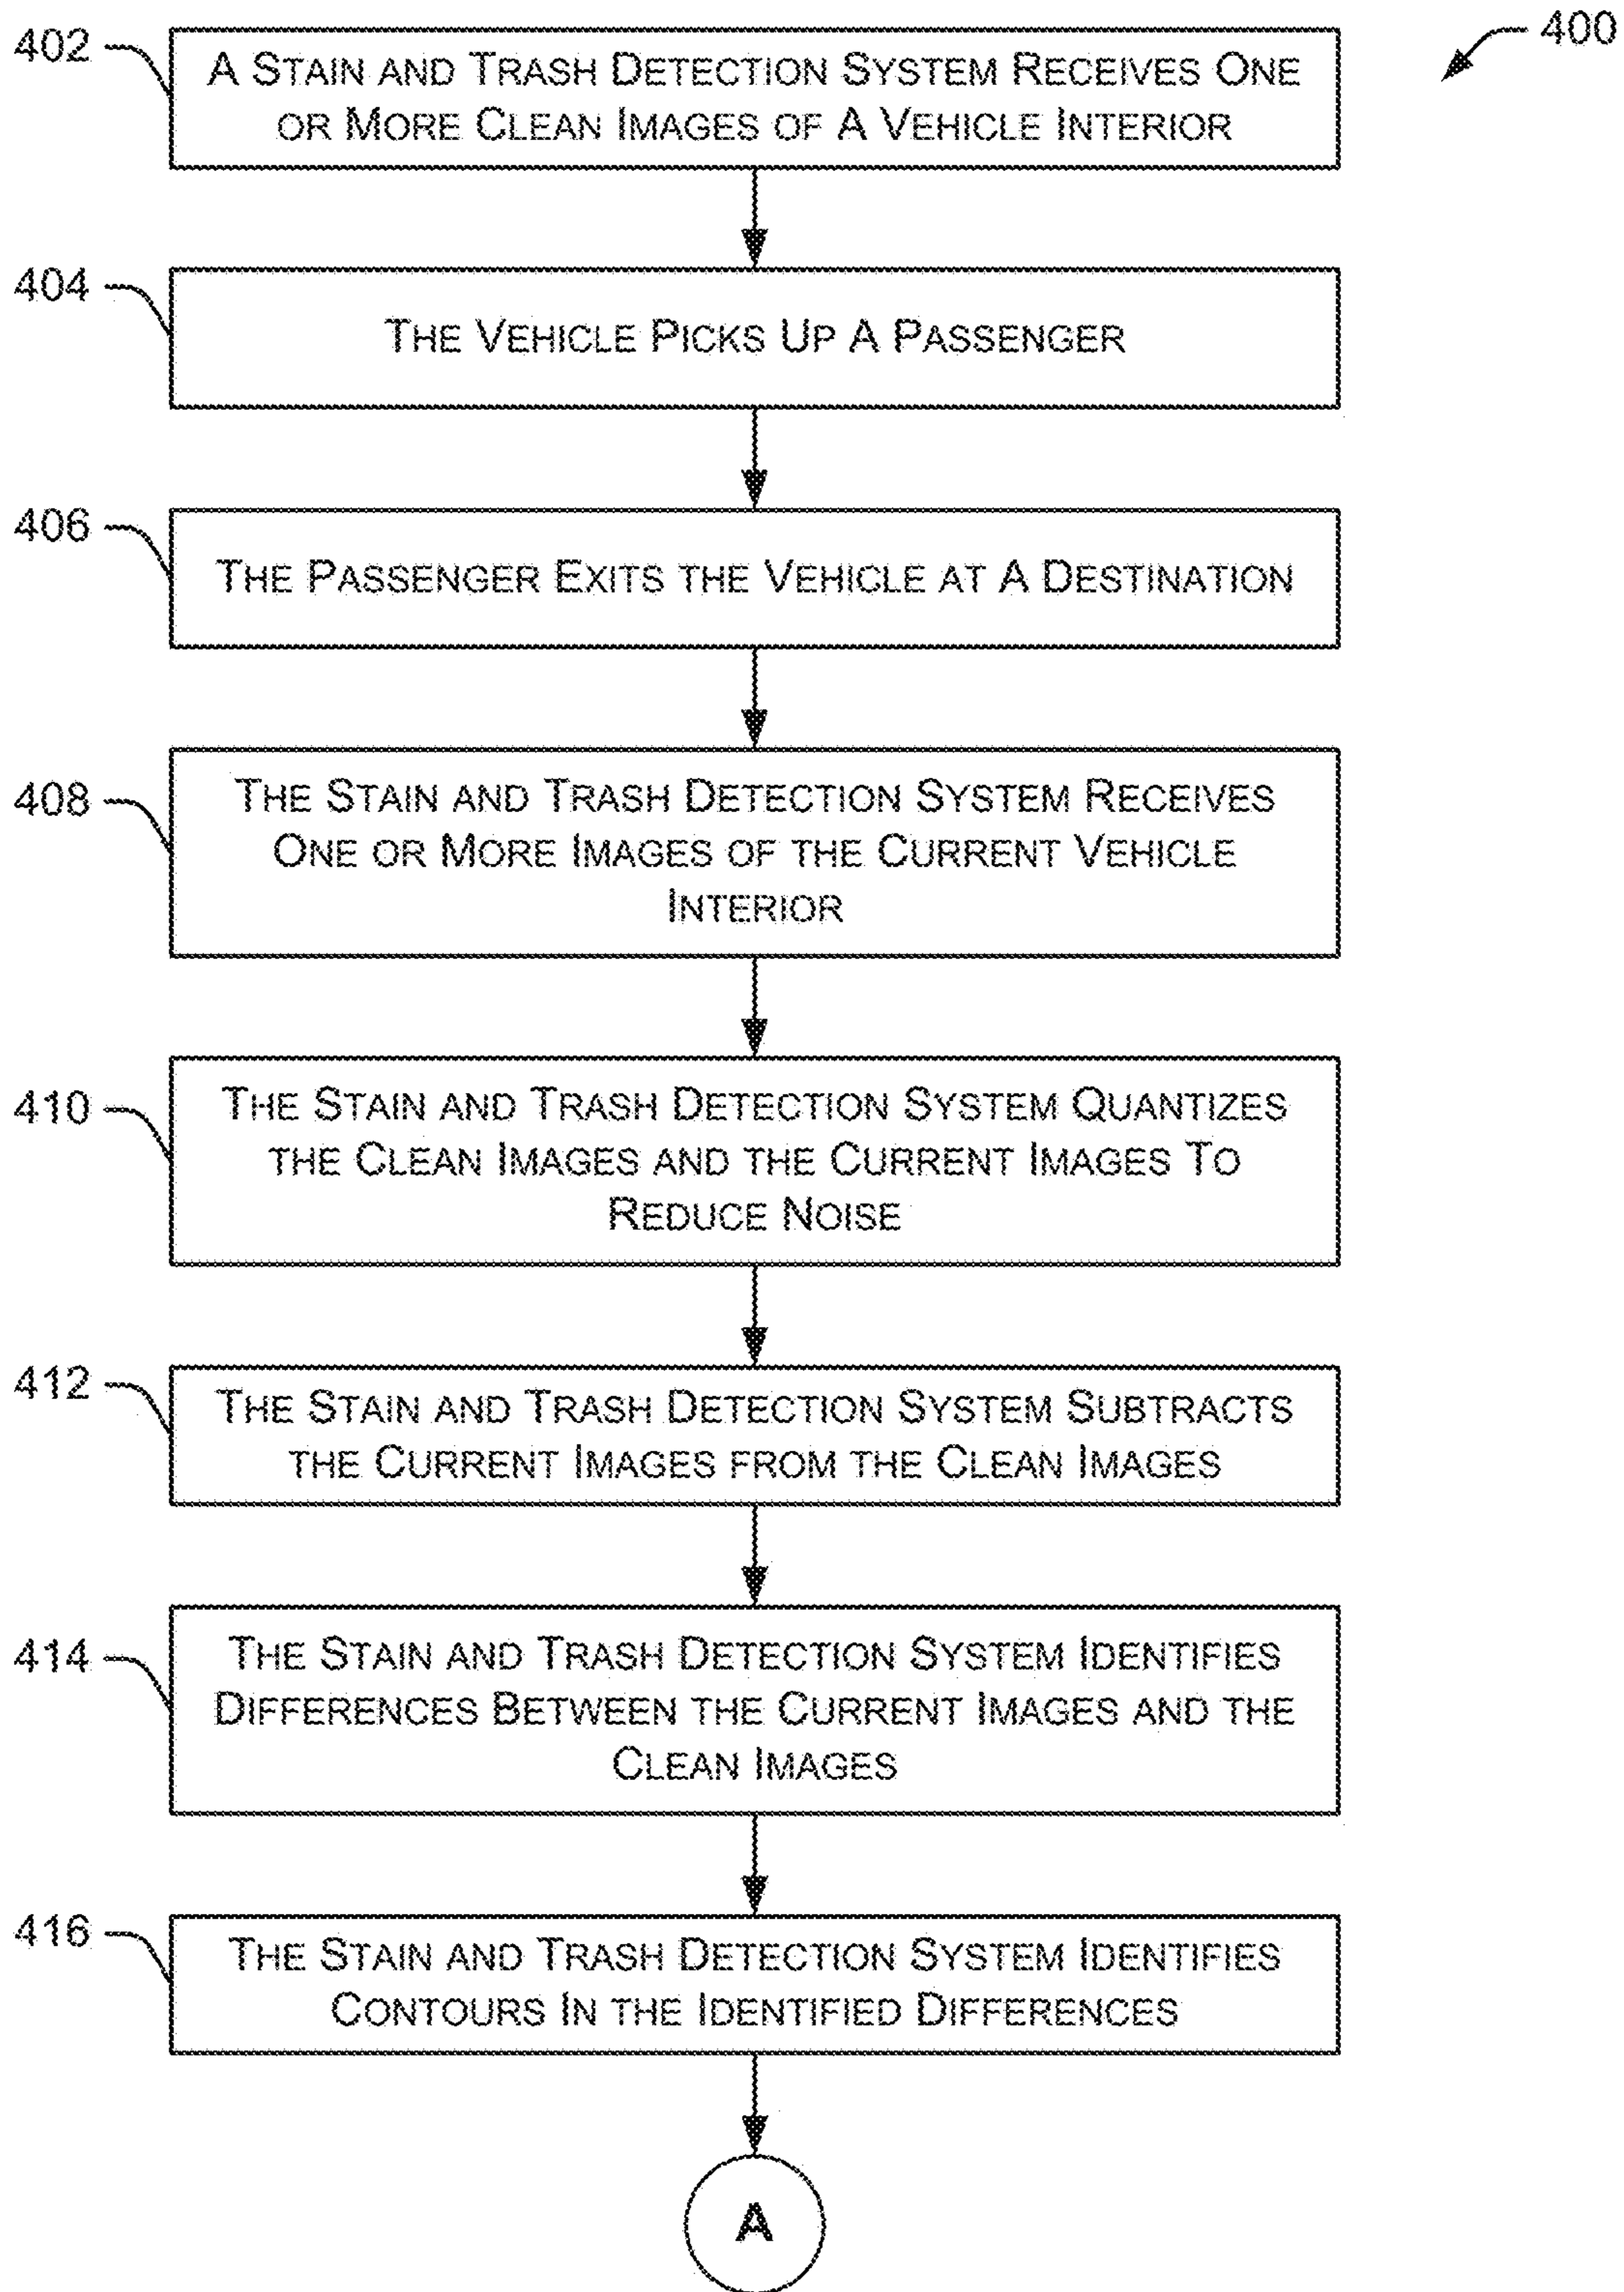 400
402
A STAIN AND TRASH DETECTION SYSTEM RECEIVES ONE
OR MORE CLEAN IMAGES OF A VEHICLE INTERIOR
404
THE VEHICLE PICKS UP A PASSENGER
406
THE PASSENGER EXITS THE VEHICLE AT A DESTINATION
408
THE STAIN AND TRASH DETECTION SYSTEM RECEIVES
ONE OR MORE IMAGES OF THE CURRENT VEHICLE
INTERIOR
410
THE STAIN AND TRASH DETECTION SYSTEM QUANTIZES
THE CLEAN IMAGES AND THE CURRENT IMAGES TO
REDUCE NOISE
412
THE STAIN AND TRASH DETECTION SYSTEM SUBTRACTS
THE CURRENT IMAGES FROM THE CLEAN IMAGES
414
THE STAIN AND TRASH DETECTION SYSTEM IDENTIFIES
DIFFERENCES BETWEEN THE CURRENT IMAGES AND THE
CLEAN IMAGES
416
THE STAIN AND TRASH DETECTION SYSTEM IDENTIFIES
CONTOURS IN THE IDENTIFIED DIFFERENCES
A